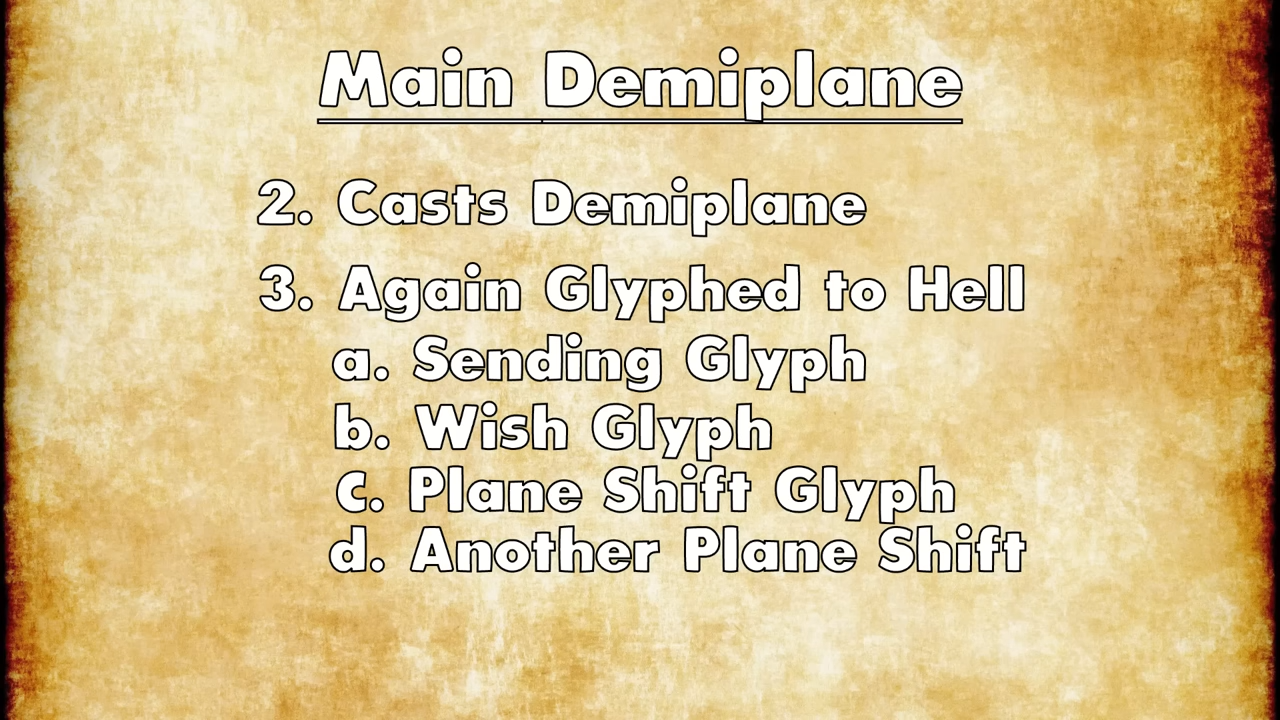 Main Demiplane
2. Casts Demiplane
3. Again Glyphed to Hell
a. Sending Glyph
b. Wish Glyph
c. Plane Shift Glyph
d. Another Plane Shift